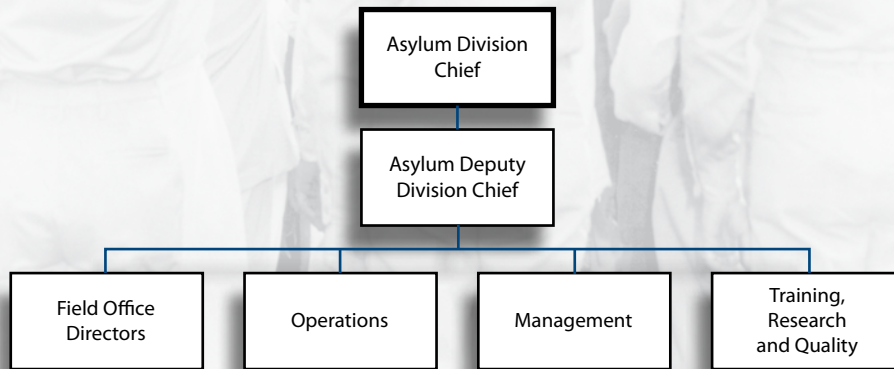 Asylum Division
Chief
Asylum Deputy
Division Chief
Field Office
Directors
Operations
Management
Training,
Research
and Quality